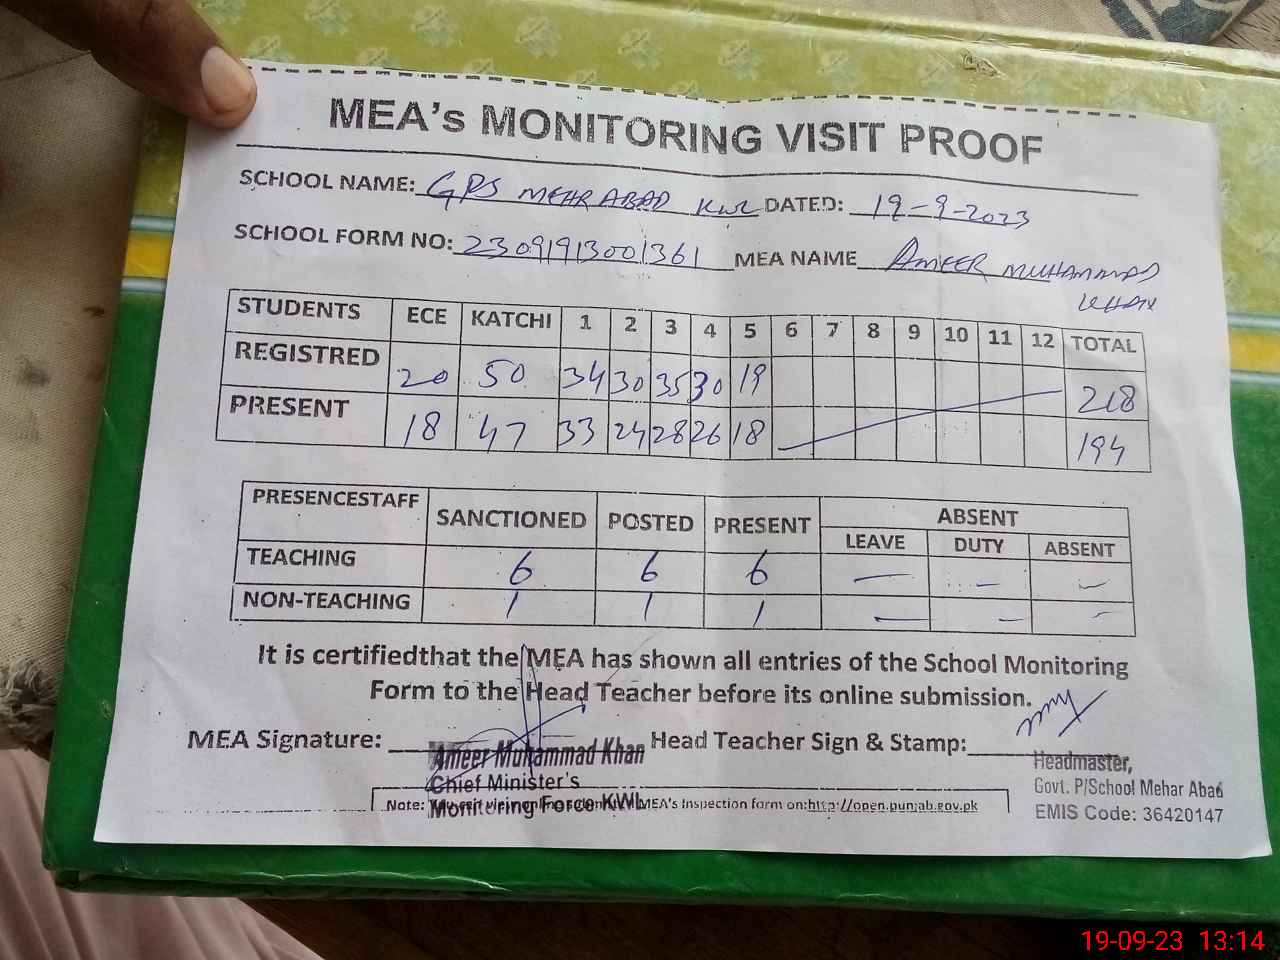 MEA's MONITORING VISIT PROOF
SCHOOL NAME: GPS MEHRABAD KWL DATED: 19-9-2023
SCHOOL FORM NO: 23091913001361 MEA NAME AMEER MUHAMMAD
KHAN
STUDENTS ECE KATCHI 1 2 3 4 5 6 7 8 9 10 11 12 TOTAL
REGISTRED 20 50 34 30 35 30 19 218
PRESENT 18 47 33 24 28 26 18 194
PRESENCESTAFF SANCTIONED POSTED PRESENT ABSENT
LEAVE DUTY ABSENT
TEACHING 6 6 6 — — —
NON-TEACHING 1 1 1 — — —
It is certifiedthat the MEA has shown all entries of the School Monitoring
Form to the Head Teacher before its online submission.
MEA Signature: Head Teacher Sign & Stamp:
Ameer Muhammad Khan
Chief Minister's
Monitoring Force KWL
Headmaster,
Govt. P/School Mehar Abad
EMIS Code: 36420147
Note: MEA's Inspection form on:http://open.punjab.gov.pk
19-09-23 13:14